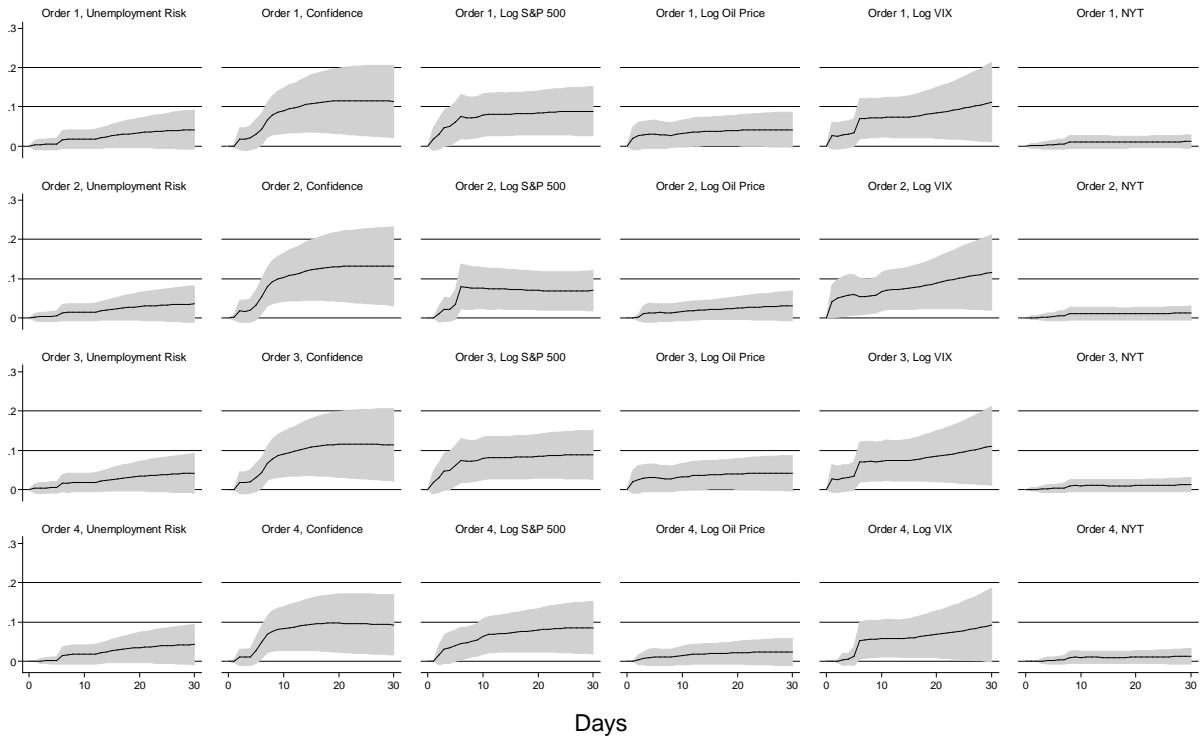 Order 1, Unemployment Risk
Order 1, Confidence
Order 1, Log S&P 500
Order 1, Log Oil Price
Order 1, Log VIX
Order 1, NYT
.3
.2
.1
0
Order 2, Unemployment Risk
Order 2, Confidence
Order 2, Log S&P 500
Order 2, Log Oil Price
Order 2, Log VIX
Order 2, NYT
.3
.2
.1
0
Order 3, Unemployment Risk
Order 3, Confidence
Order 3, Log S&P 500
Order 3, Log Oil Price
Order 3, Log VIX
Order 3, NYT
.3
.2
.1
0
Order 4, Unemployment Risk
Order 4, Confidence
Order 4, Log S&P 500
Order 4, Log Oil Price
Order 4, Log VIX
Order 4, NYT
.3
.2
.1
0
0 10 20 30
0 10 20 30
0 10 20 30
0 10 20 30
0 10 20 30
0 10 20 30
Days